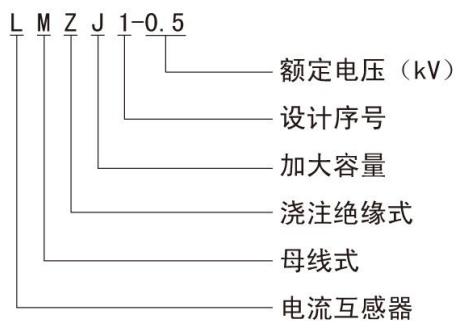 L M Z J 1-0.5
额定电压（kV）
设计序号
加大容量
浇注绝缘式
母线式
电流互感器